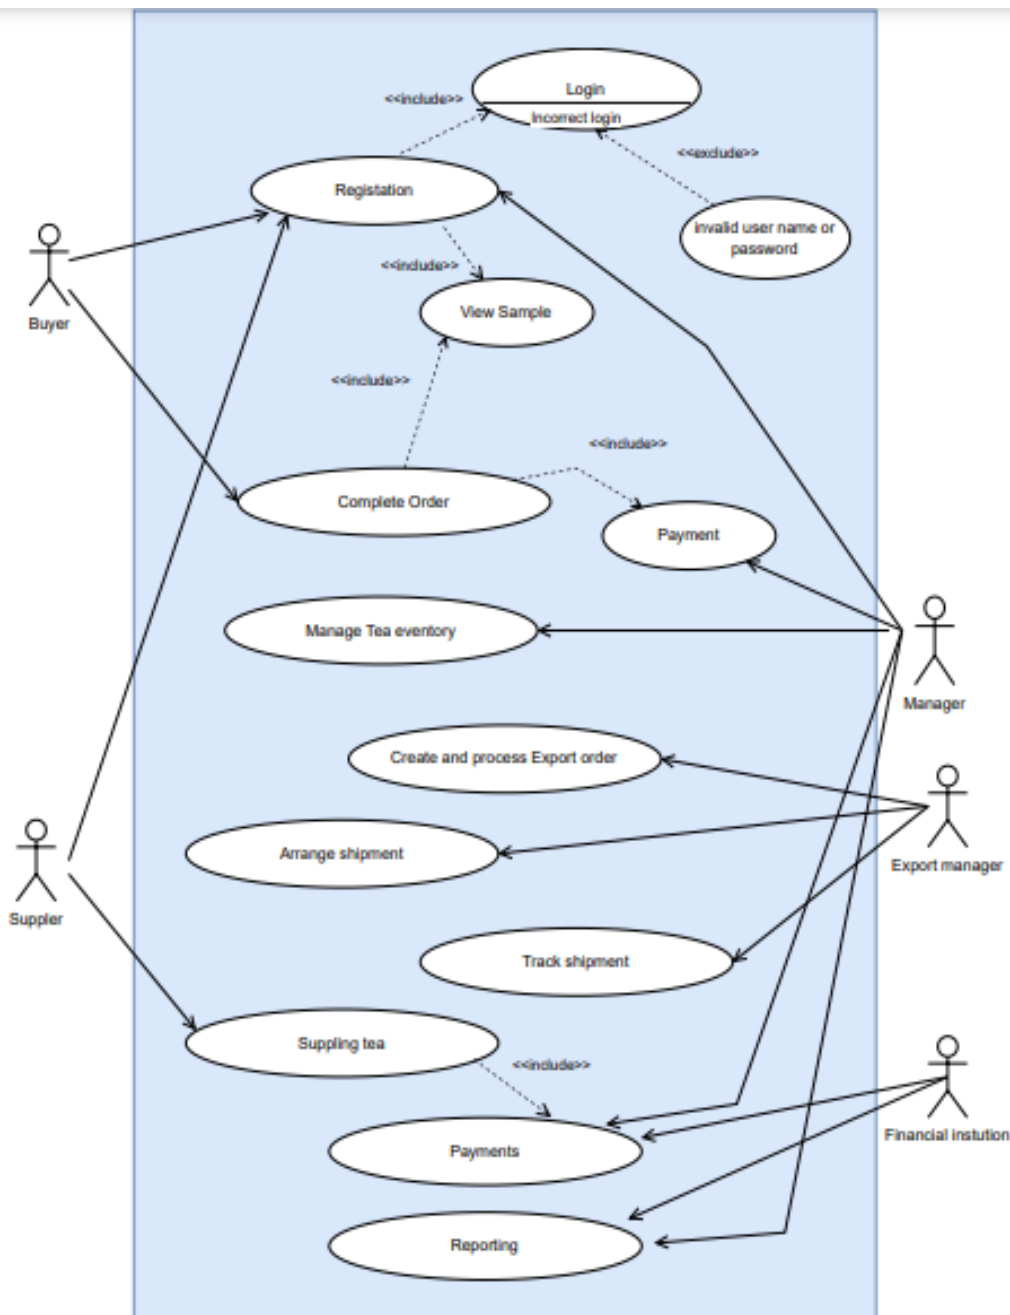 Login
<<include>>
Incorrect login
<<exclude>>
Registation
invalid user name or
password
<<include>>
View Sample
Buyer
<<include>>
<<include>>
Complete Order
Payment
Manage Tea eventory
Manager
Create and process Export order
Arrange shipment
Export manager
Suppler
Track shipment
Suppling tea
<<include>>
Financial instution
Payments
Reporting